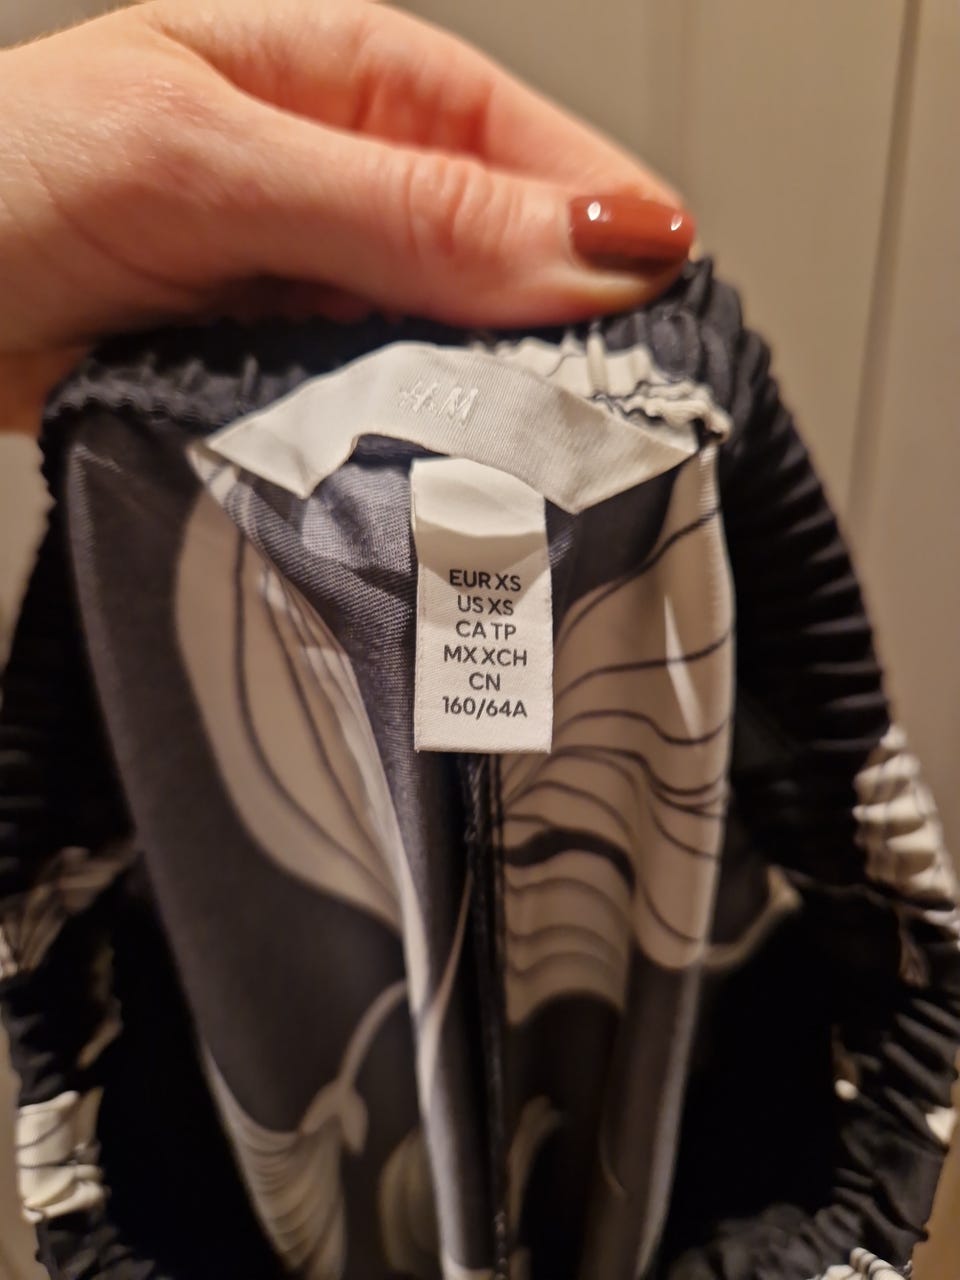 H&M
EUR XS
US XS
CA TP
MX XCH
CN
160/64A